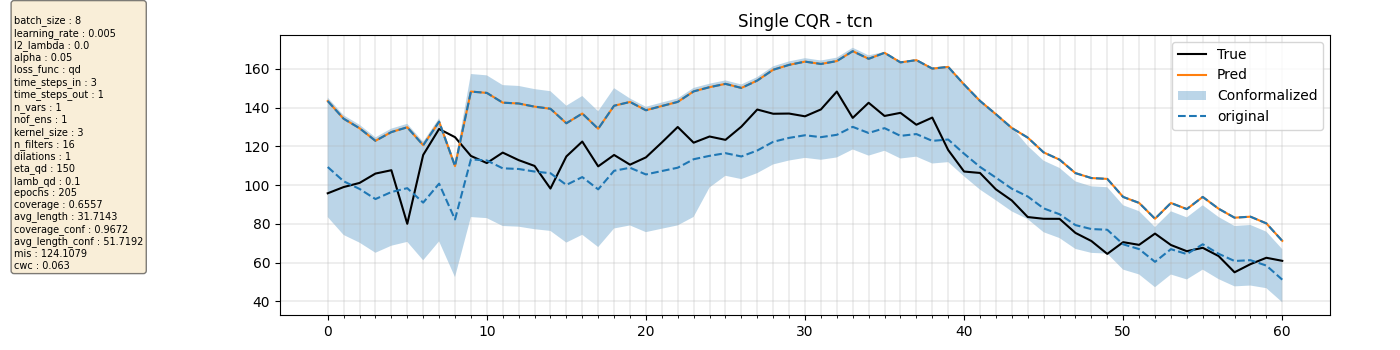 Single CQR - tcn
batch_size : 8
learning_rate : 0.005
l2_lambda : 0.0
alpha : 0.05
loss_func : qd
time_steps_in : 3
time_steps_out : 1
n_vars : 1
nof_ens : 1
kernel_size : 3
n_filters : 16
dilations : 1
eta_qd : 150
lamb_qd : 0.1
epochs : 205
coverage : 0.6557
avg_length : 31.7143
coverage_conf : 0.9672
avg_length_conf : 51.7192
mis : 124.1079
cwc : 0.063
160
140
120
100
80
60
40
0
10
20
30
40
50
60
True
Pred
Conformalized
original